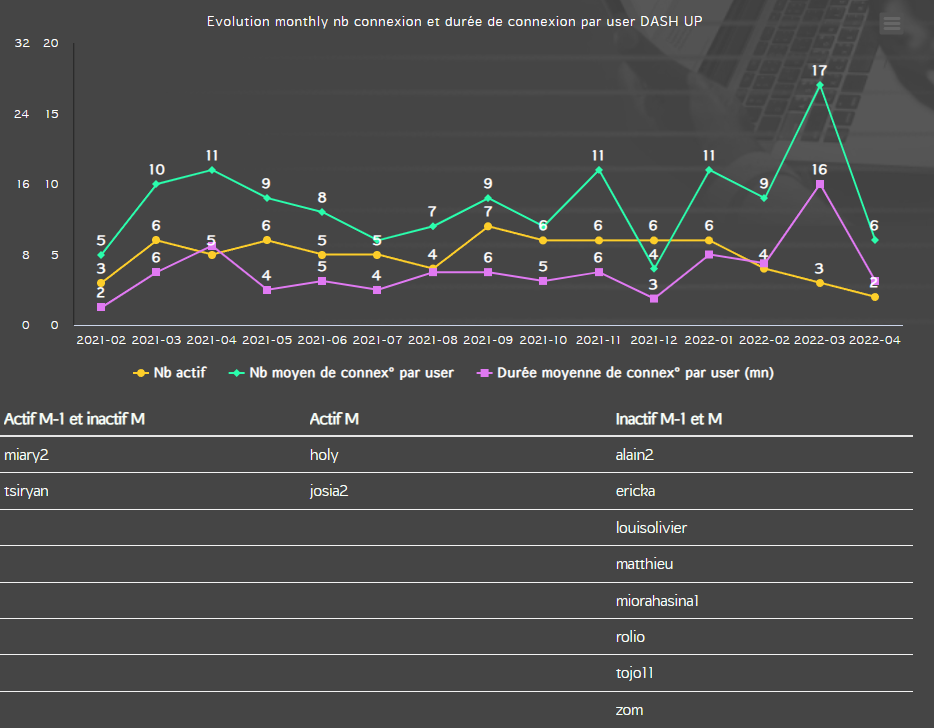 Evolution monthly nb connexion et durée de connexion par user DASH UP
32 20
24 15
16 10
8 5
0 0
17
16
11 11 11
10
9 9 9
8
7 7
6 6 6 6 6 6 6 6
5 5 5 5
4 4
3 3
6 6 6
5 5
4 4 4
3
2 2
2021-02 2021-03 2021-04 2021-05 2021-06 2021-07 2021-08 2021-09 2021-10 2021-11 2021-12 2022-01 2022-02 2022-03 2022-04
Nb actif Nb moyen de connex° par user Durée moyenne de connex° par user (mn)
Actif M-1 et inactif M Actif M Inactif M-1 et M
miary2 holy alain2
tsiryan josia2 ericka
louisolivier
matthieu
miorahasina1
rolio
tojo11
zom